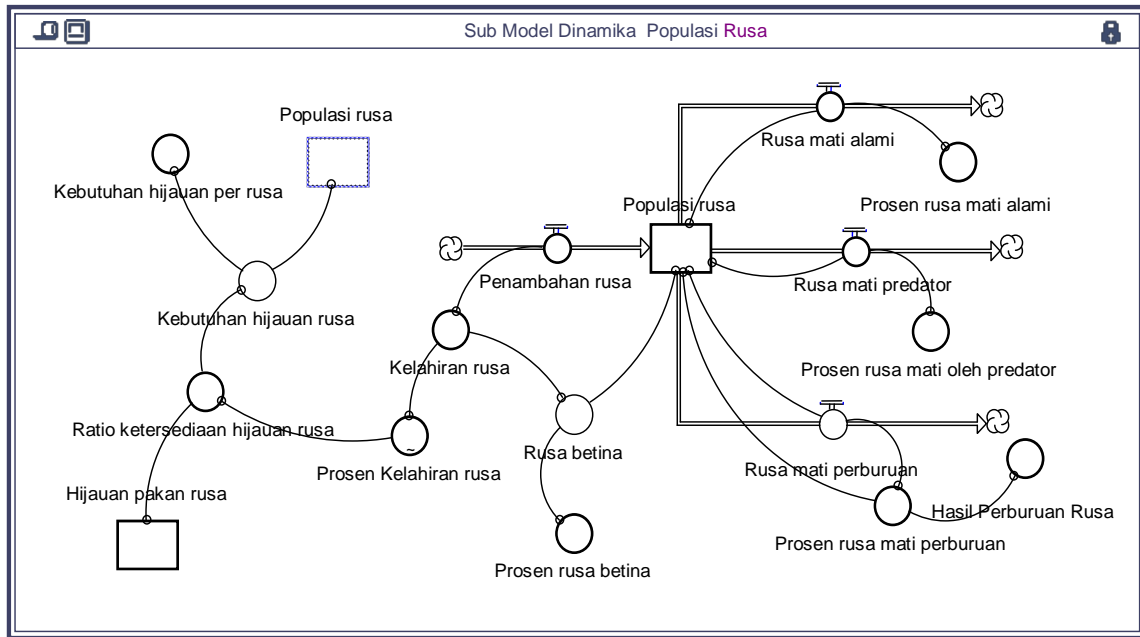 Sub Model Dinamika Populasi Rusa
Populasi rusa
Kebutuhan hijauan per rusa
Kebutuhan hijauan rusa
Ratio ketersediaan hijauan rusa
Hijauan pakan rusa
Penambahan rusa
Kelahiran rusa
Prosen Kelahiran rusa
Rusa betina
Prosen rusa betina
Populasi rusa
Rusa mati alami
Prosen rusa mati alami
Rusa mati predator
Prosen rusa mati oleh predator
Rusa mati perburuan
Hasil Perburuan Rusa
Prosen rusa mati perburuan
~